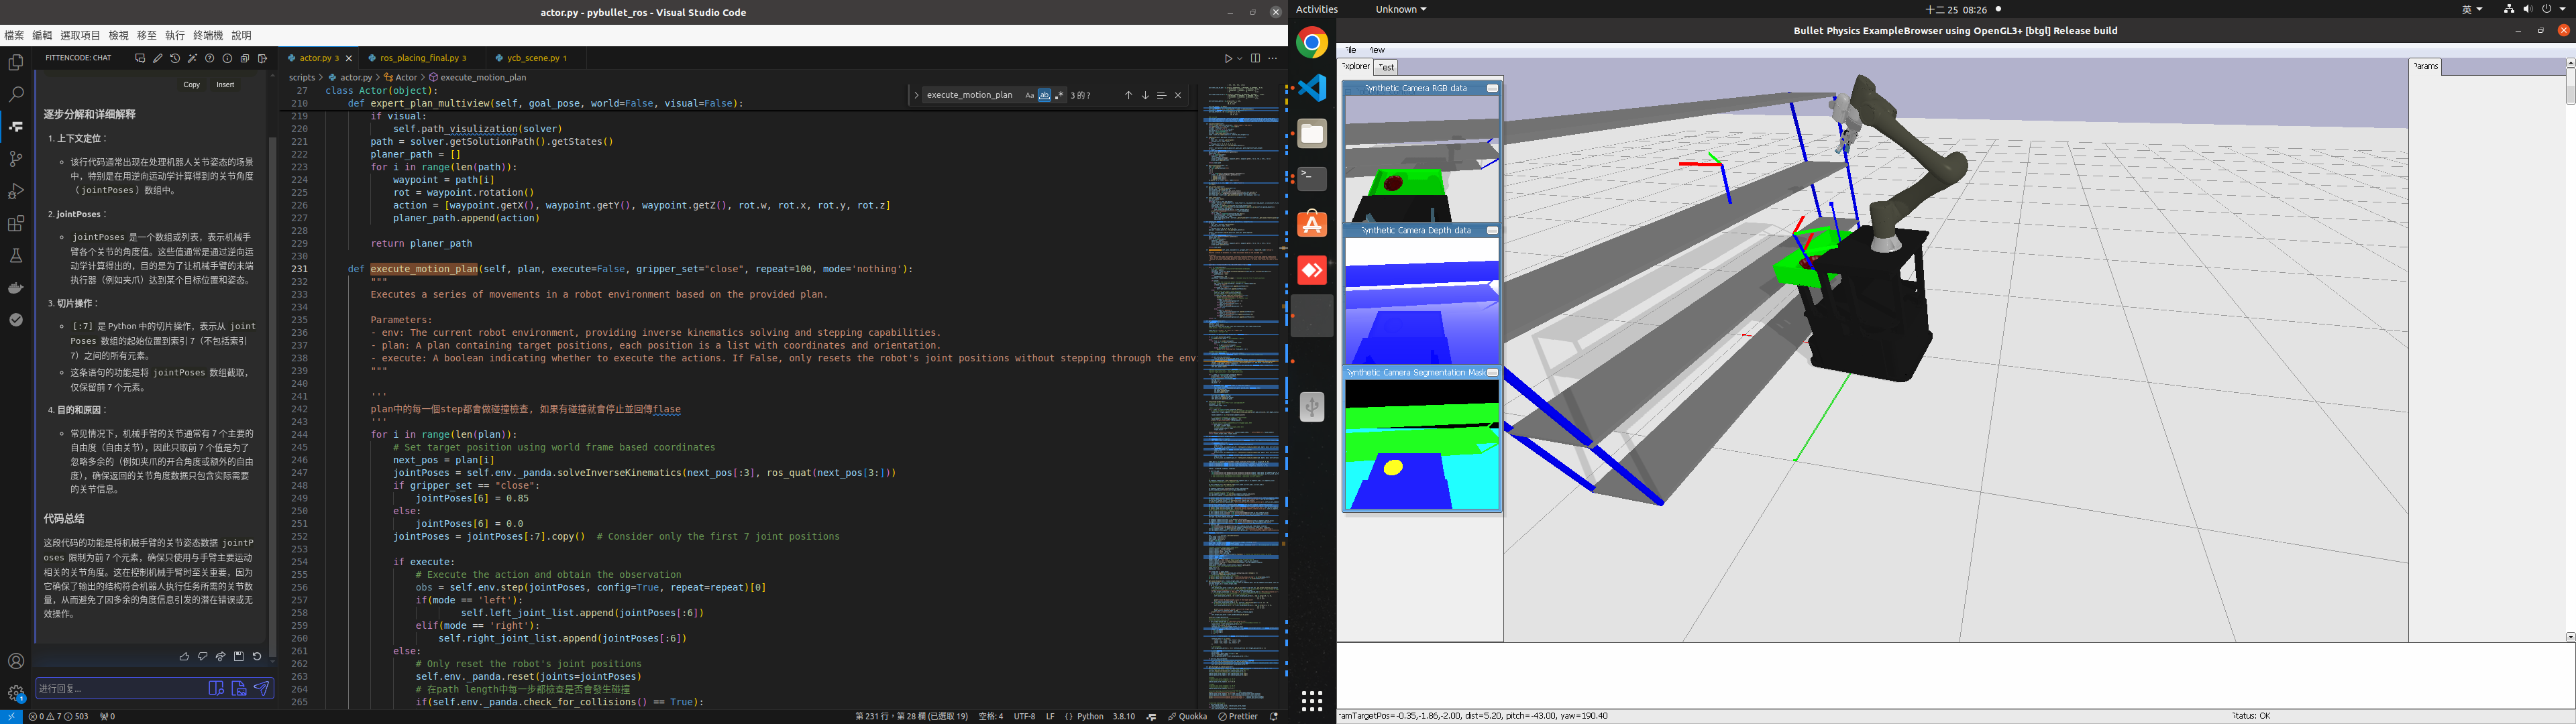 actor.py - pybullet_ros - Visual Studio Code
檔案 編輯 選取項目 檢視 移至 執行 終端機 說明
FITTENCODE: CHAT
Copy Insert
逐步分解和详细解释
1. 上下文定位：
该行代码通常出现在处理机器人关节姿态的场景
中，特别是在用逆向运动学计算得到的关节角度
（jointPoses）数组中。
2. jointPoses：
jointPoses 是一个数组或列表，表示机械手
臂各个关节的角度值。这些值通常是通过逆向运
动学计算得出的，目的是为了让机械手臂的末端
执行器（例如夹爪）达到某个目标位置和姿态。
3. 切片操作：
[:7] 是 Python 中的切片操作，表示从 joint
Poses 数组的起始位置到索引 7（不包括索引
7）之间的所有元素。
这条语句的功能是将 jointPoses 数组截取，
仅保留前 7 个元素。
4. 目的和原因：
常见情况下，机械手臂的关节通常有 7 个主要的
自由度（自由关节），因此只取前 7 个值是为了
忽略多余的（例如夹爪的开合角度或额外的自由
度），确保返回的关节角度数据只包含实际需要
的关节信息。
代码总结
这段代码的功能是将机械手臂的关节姿态数据 jointP
oses 限制为前 7 个元素，确保只使用与手臂主要运动
相关的关节角度。这在控制机械手臂时至关重要，因为
它确保了输出的结构符合机器人执行任务所需的关节数
量，从而避免了因多余的角度信息引发的潜在错误或无
效操作。
进行回复...
actor.py 3 ros_placing_final.py 3 ycb_scene.py 1
scripts > actor.py > Actor > execute_motion_plan
execute_motion_plan Aa ab 3 的 ?
27 class Actor(object):
210 def expert_plan_multiview(self, goal_pose, world=False, visual=False):
219 if visual:
220 self.path_visulization(solver)
221 path = solver.getSolutionPath().getStates()
222 planer_path = []
223 for i in range(len(path)):
224 waypoint = path[i]
225 rot = waypoint.rotation()
226 action = [waypoint.getX(), waypoint.getY(), waypoint.getZ(), rot.w, rot.x, rot.y, rot.z]
227 planer_path.append(action)
228
229 return planer_path
230
231 def execute_motion_plan(self, plan, execute=False, gripper_set="close", repeat=100, mode='nothing'):
232 """
233 Executes a series of movements in a robot environment based on the provided plan.
234
235 Parameters:
236 - env: The current robot environment, providing inverse kinematics solving and stepping capabilities.
237 - plan: A plan containing target positions, each position is a list with coordinates and orientation.
238 - execute: A boolean indicating whether to execute the actions. If False, only resets the robot's joint positions without stepping through the env
239 """
240
241 '''
242 plan中的每一個step都會做碰撞檢查, 如果有碰撞就會停止並回傳flase
243 '''
244 for i in range(len(plan)):
245 # Set target position using world frame based coordinates
246 next_pos = plan[i]
247 jointPoses = self.env._panda.solveInverseKinematics(next_pos[:3], ros_quat(next_pos[3:]))
248 if gripper_set == "close":
249 jointPoses[6] = 0.85
250 else:
251 jointPoses[6] = 0.0
252 jointPoses = jointPoses[:7].copy() # Consider only the first 7 joint positions
253
254 if execute:
255 # Execute the action and obtain the observation
256 obs = self.env.step(jointPoses, config=True, repeat=repeat)[0]
257 if(mode == 'left'):
258 self.left_joint_list.append(jointPoses[:6])
259 elif(mode == 'right'):
260 self.right_joint_list.append(jointPoses[:6])
261 else:
262 # Only reset the robot's joint positions
263 self.env._panda.reset(joints=jointPoses)
264 # 在path length中每一步都檢查是否會發生碰撞
265 if(self.env._panda.check_for_collisions() == True):
0 7 503 0
第 231 行，第 28 欄 (已選取 19) 空格: 4 UTF-8 LF Python 3.8.10 Quokka Prettier
Activities Unknown 十二 25 08:26 英
Bullet Physics ExampleBrowser using OpenGL3+ [btgl] Release build
File View
Explorer Test
Params
Synthetic Camera RGB data
Synthetic Camera Depth data
Synthetic Camera Segmentation Mask
camTargetPos=-0.35,-1.86,-2.00, dist=5.20, pitch=-43.00, yaw=190.40
Status: OK